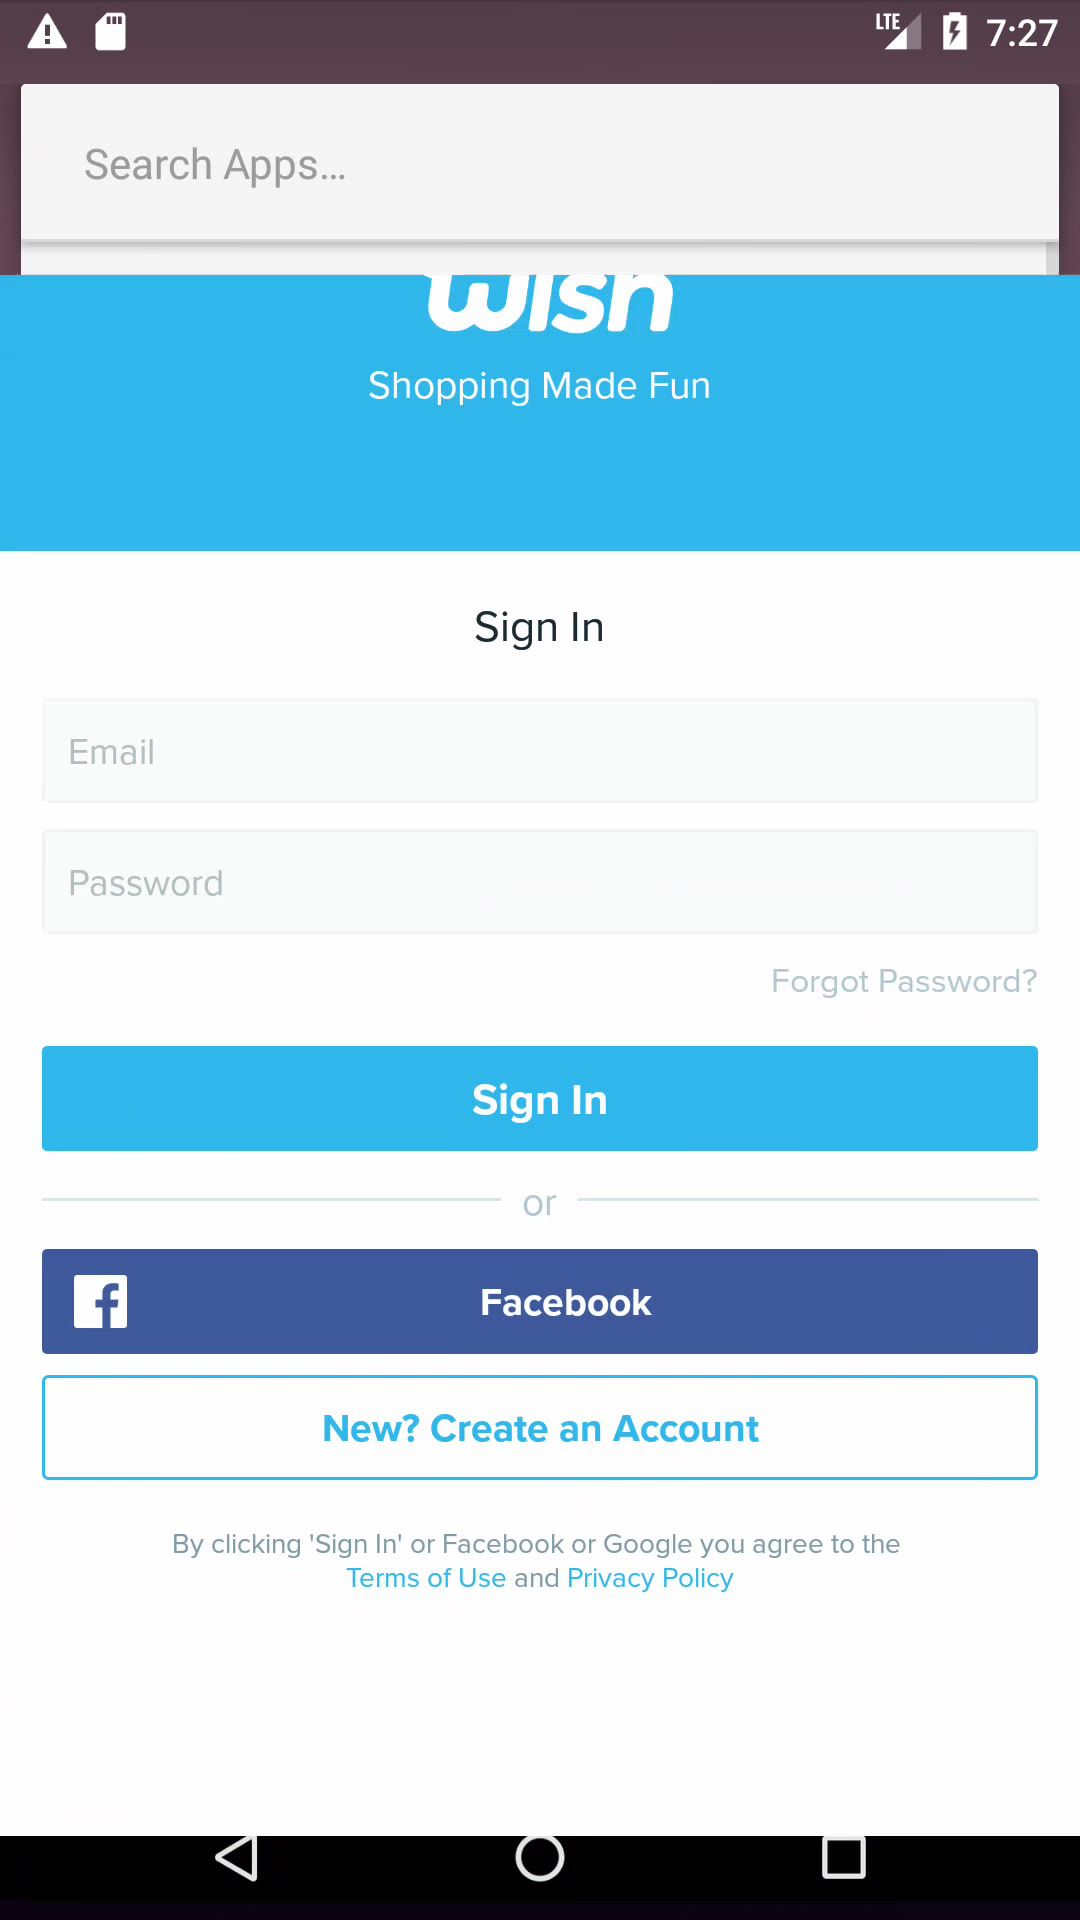 LTE 7:27
Search Apps...
wish
Shopping Made Fun
Sign In
Email
Password
Forgot Password?
Sign In
or
Facebook
New? Create an Account
By clicking 'Sign In' or Facebook or Google you agree to the
Terms of Use and Privacy Policy